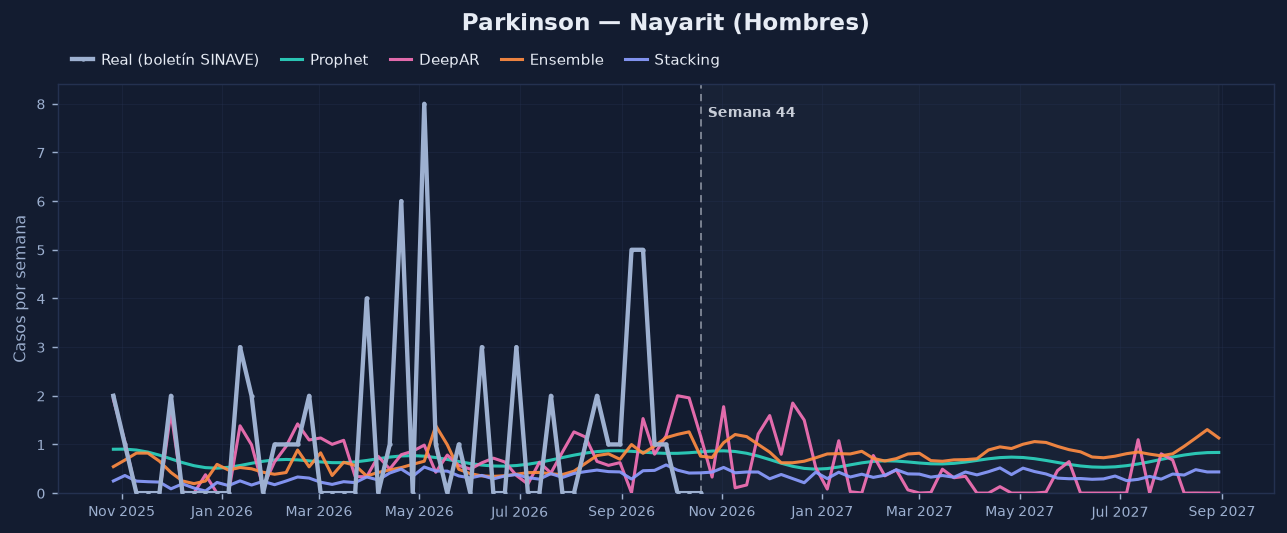 Parkinson — Nayarit (Hombres)
Real (boletín SINAVE) Prophet DeepAR Ensemble Stacking
Semana 44
Casos por semana
8
7
6
5
4
3
2
1
0
Nov 2025 Jan 2026 Mar 2026 May 2026 Jul 2026 Sep 2026 Nov 2026 Jan 2027 Mar 2027 May 2027 Jul 2027 Sep 2027